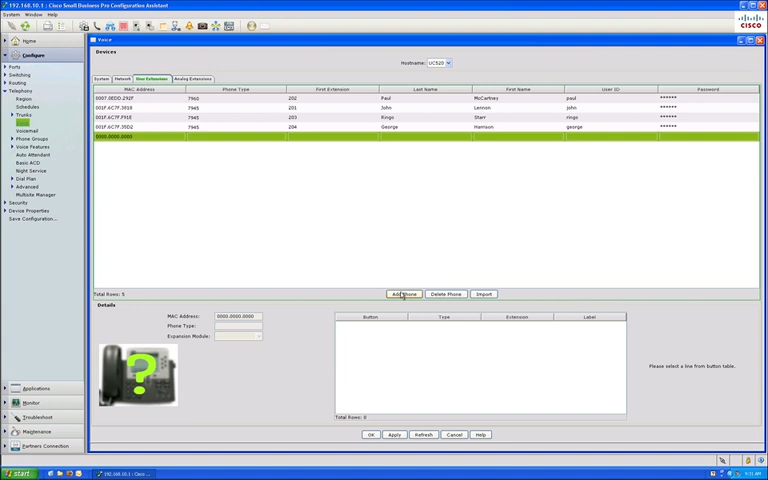 192.168.10.1 : Cisco Small Business Pro Configuration Assistant
System Window Help
CISCO
Home
Configure
Ports
Switching
Routing
Telephony
Region
Schedules
Trunks
Voicemail
Phone Groups
Voice Features
Auto Attendant
Basic ACD
Night Service
Dial Plan
Advanced
Multisite Manager
Security
Device Properties
Save Configuration...
Applications
Monitor
Troubleshoot
Maintenance
Partners Connection
Voice
Devices
Hostname: UC520
System Network User Extensions Analog Extensions
MAC Address Phone Type First Extension Last Name First Name User ID Password
0007.0EDD.292F 7960 202 Paul McCartney paul ******
001F.6C7F.3818 7945 201 John Lennon john ******
001F.6C7F.F91E 7945 203 Ringo Starr ringo ******
001F.6C7F.35D2 7945 204 George Harrison george ******
0000.0000.0000
Total Rows: 5
Add Phone Delete Phone Import
Details
MAC Address: 0000.0000.0000
Phone Type:
Expansion Module:
?
Button Type Extension Label
Total Rows: 0
Please select a line from button table.
OK Apply Refresh Cancel Help
start
192.168.10.1 : Cisco ...